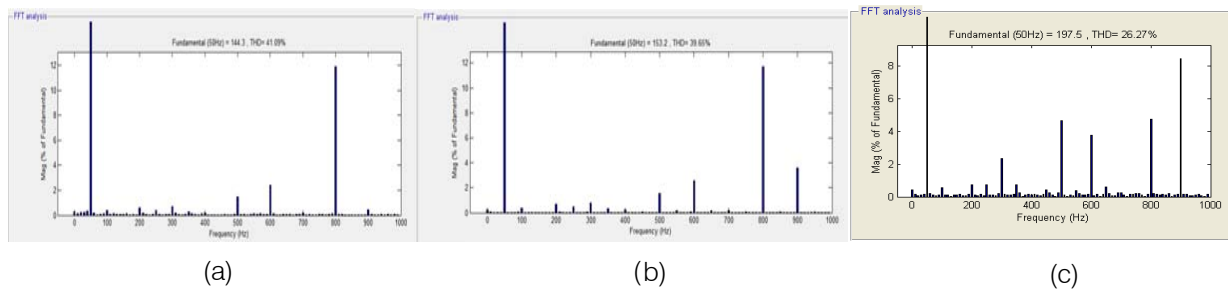 FFT analysis
Fundamental (50Hz) = 144.3 , THD= 41.09%
Mag (% of Fundamental)
12
10
8
6
4
2
0
0 100 200 300 400 500 600 700 800 900 1000
Frequency (Hz)
(a)
FFT analysis
Fundamental (50Hz) = 153.2 , THD= 39.65%
Mag (% of Fundamental)
14
12
10
8
6
4
2
0
0 100 200 300 400 500 600 700 800 900 1000
Frequency (Hz)
(b)
FFT analysis
Fundamental (50Hz) = 197.5 , THD= 26.27%
Mag (% of Fundamental)
8
6
4
2
0
0 200 400 600 800 1000
Frequency (Hz)
(c)